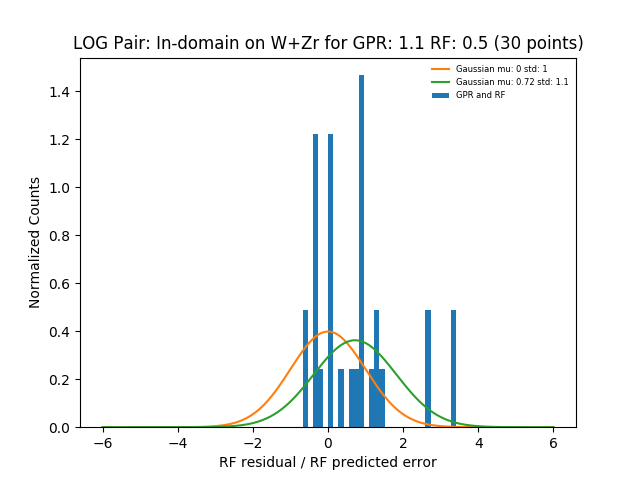 LOG Pair: In-domain on W+Zr for GPR: 1.1 RF: 0.5 (30 points)
Gaussian mu: 0 std: 1
Gaussian mu: 0.72 std: 1.1
GPR and RF
Normalized Counts
1.4
1.2
1.0
0.8
0.6
0.4
0.2
0.0
−6 −4 −2 0 2 4 6
RF residual / RF predicted error